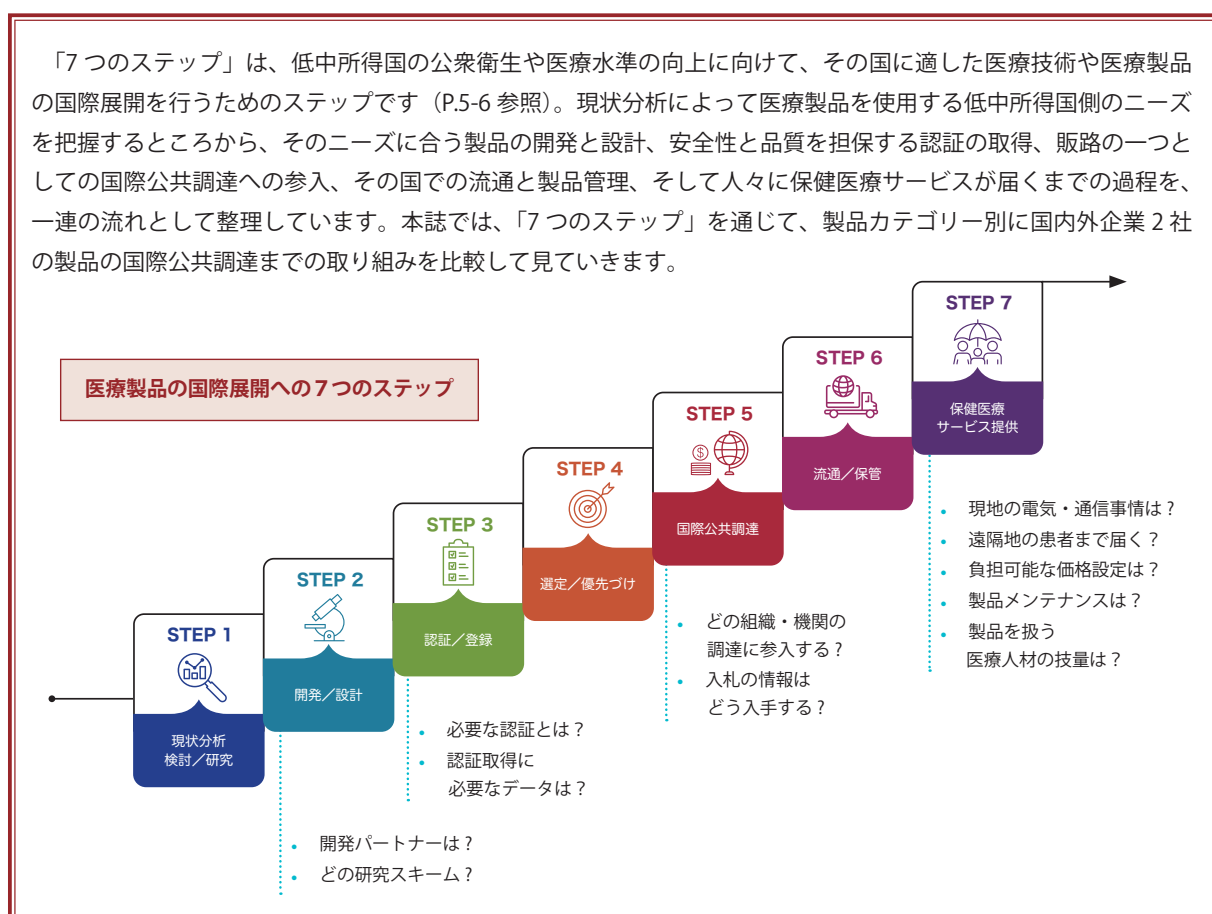 「7 つのステップ」は、低中所得国の公衆衛生や医療水準の向上に向けて、その国に適した医療技術や医療製品
の国際展開を行うためのステップです（P.5-6 参照）。現状分析によって医療製品を使用する低中所得国側のニーズ
を把握するところから、そのニーズに合う製品の開発と設計、安全性と品質を担保する認証の取得、販路の一つと
しての国際公共調達への参入、その国での流通と製品管理、そして人々に保健医療サービスが届くまでの過程を、
一連の流れとして整理しています。本誌では、「7 つのステップ」を通じて、製品カテゴリー別に国内外企業 2 社
の製品の国際公共調達までの取り組みを比較して見ていきます。
医療製品の国際展開への７つのステップ
STEP 1
現状分析
検討／研究
STEP 2
開発／設計
• 開発パートナーは？
• どの研究スキーム？
STEP 3
認証／登録
• 必要な認証とは？
• 認証取得に
必要なデータは？
STEP 4
選定／優先づけ
STEP 5
$
国際公共調達
• どの組織・機関の
調達に参入する？
• 入札の情報は
どう入手する？
STEP 6
流通／保管
STEP 7
保健医療
サービス提供
• 現地の電気・通信事情は？
• 遠隔地の患者まで届く？
• 負担可能な価格設定は？
• 製品メンテナンスは？
• 製品を扱う
医療人材の技量は？